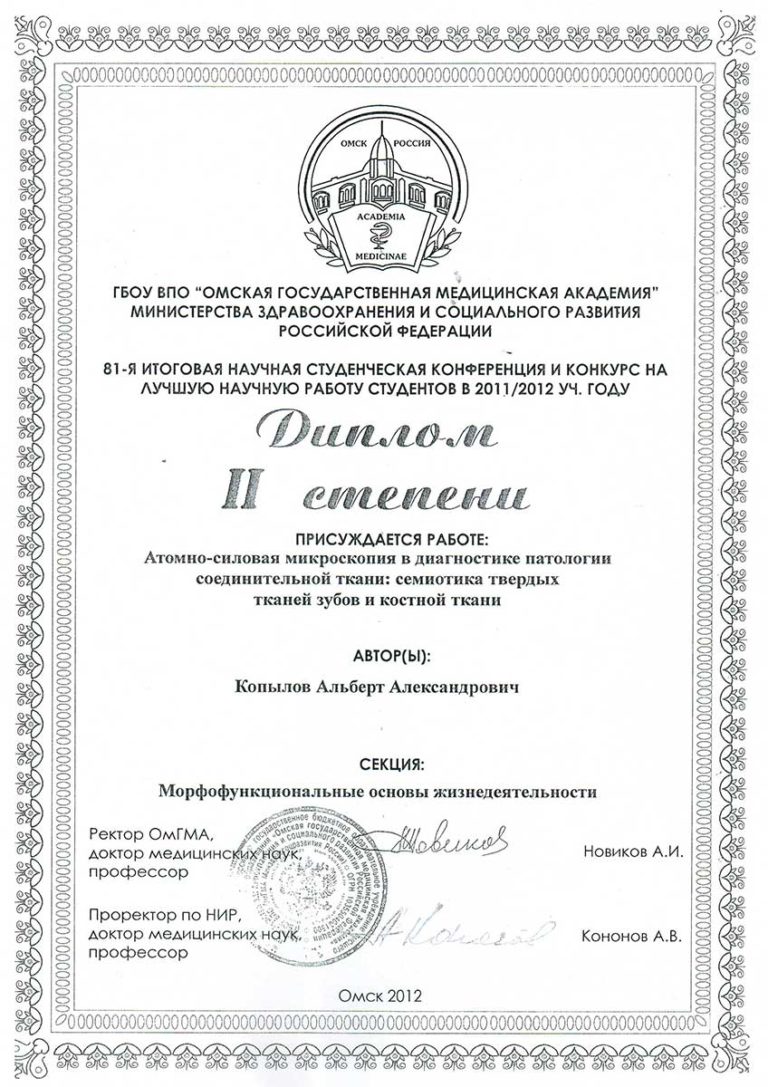 ОМСК РОССИЯ
ACADEMIA
MEDICINAE
ГБОУ ВПО “ОМСКАЯ ГОСУДАРСТВЕННАЯ МЕДИЦИНСКАЯ АКАДЕМИЯ”
МИНИСТЕРСТВА ЗДРАВООХРАНЕНИЯ И СОЦИАЛЬНОГО РАЗВИТИЯ
РОССИЙСКОЙ ФЕДЕРАЦИИ
81-Я ИТОГОВАЯ НАУЧНАЯ СТУДЕНЧЕСКАЯ КОНФЕРЕНЦИЯ И КОНКУРС НА
ЛУЧШУЮ НАУЧНУЮ РАБОТУ СТУДЕНТОВ В 2011/2012 УЧ. ГОДУ
Диплом
II степени
ПРИСУЖДАЕТСЯ РАБОТЕ:
Атомно-силовая микроскопия в диагностике патологии
соединительной ткани: семиотика твердых
тканей зубов и костной ткани
АВТОР(Ы):
Копылов Альберт Александрович
СЕКЦИЯ:
Морфофункциональные основы жизнедеятельности
Ректор ОмГМА,
доктор медицинских наук,
профессор
Новиков А.И.
Проректор по НИР,
доктор медицинских наук,
профессор
Кононов А.В.
Омск 2012